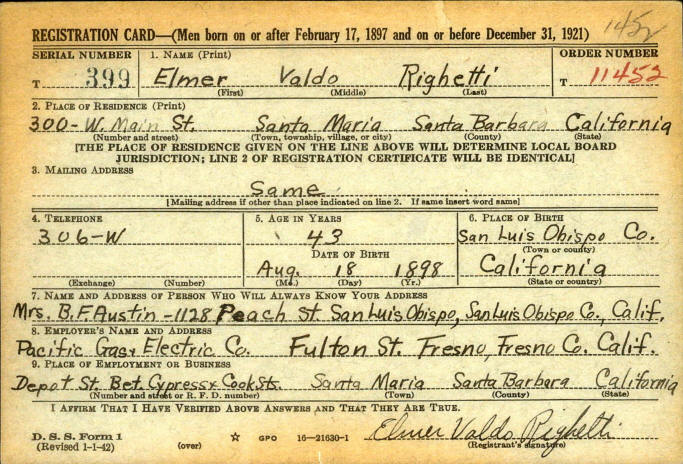 1452
REGISTRATION CARD—(Men born on or after February 17, 1897 and on or before December 31, 1921)
SERIAL NUMBER 1. NAME (Print) ORDER NUMBER
T 399 Elmer Valdo Righetti T 11452
(First) (Middle) (Last)
2. PLACE OF RESIDENCE (Print)
300 - W. Main St. Santa Maria Santa Barbara California
(Number and street) (Town, township, village, or city) (County) (State)
[THE PLACE OF RESIDENCE GIVEN ON THE LINE ABOVE WILL DETERMINE LOCAL BOARD
JURISDICTION; LINE 2 OF REGISTRATION CERTIFICATE WILL BE IDENTICAL]
3. MAILING ADDRESS
Same
[Mailing address if other than place indicated on line 2. If same insert word same]
4. TELEPHONE 5. AGE IN YEARS 6. PLACE OF BIRTH
306-W 43 San Luis Obispo Co.
DATE OF BIRTH (Town or county)
Aug. 18 1898 California
(Exchange) (Number) (Mo.) (Day) (Yr.) (State or country)
7. NAME AND ADDRESS OF PERSON WHO WILL ALWAYS KNOW YOUR ADDRESS
Mrs. B.F. Austin - 1128 Peach St. San Luis Obispo, San Luis Obispo Co., Calif.
8. EMPLOYER'S NAME AND ADDRESS
Pacific Gas & Electric Co. Fulton St. Fresno, Fresno Co. Calif.
9. PLACE OF EMPLOYMENT OR BUSINESS
Depot St. Bet. Cypress & Cook Sts. Santa Maria Santa Barbara California
(Number and street or R. F. D. number) (Town) (County) (State)
I AFFIRM THAT I HAVE VERIFIED ABOVE ANSWERS AND THAT THEY ARE TRUE.
D. S. S. Form 1
(Revised 1-1-42) (over) ☆ GPO 16—21630-1 Elmer Valdo Righetti
(Registrant's signature)